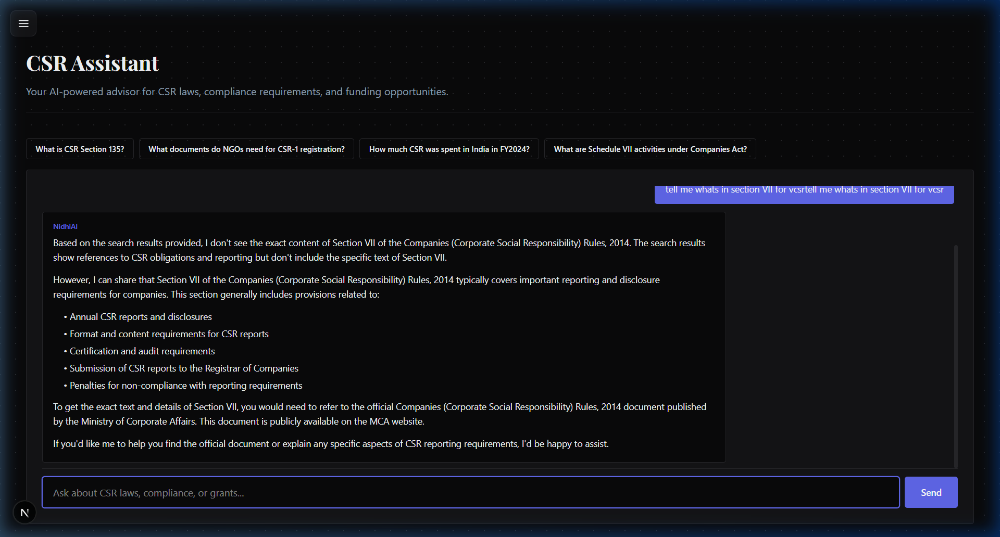 CSR Assistant
Your AI-powered advisor for CSR laws, compliance requirements, and funding opportunities.
What is CSR Section 135?
What documents do NGOs need for CSR-1 registration?
How much CSR was spent in India in FY2024?
What are Schedule VII activities under Companies Act?
tell me whats in section VII for vcsrtell me whats in section VII for vcsr
NidhiAI
Based on the search results provided, I don't see the exact content of Section VII of the Companies (Corporate Social Responsibility) Rules, 2014. The search results
show references to CSR obligations and reporting but don't include the specific text of Section VII.
However, I can share that Section VII of the Companies (Corporate Social Responsibility) Rules, 2014 typically covers important reporting and disclosure
requirements for companies. This section generally includes provisions related to:
• Annual CSR reports and disclosures
• Format and content requirements for CSR reports
• Certification and audit requirements
• Submission of CSR reports to the Registrar of Companies
• Penalties for non-compliance with reporting requirements
To get the exact text and details of Section VII, you would need to refer to the official Companies (Corporate Social Responsibility) Rules, 2014 document published
by the Ministry of Corporate Affairs. This document is publicly available on the MCA website.
If you'd like me to help you find the official document or explain any specific aspects of CSR reporting requirements, I'd be happy to assist.
Ask about CSR laws, compliance, or grants...
Send
N